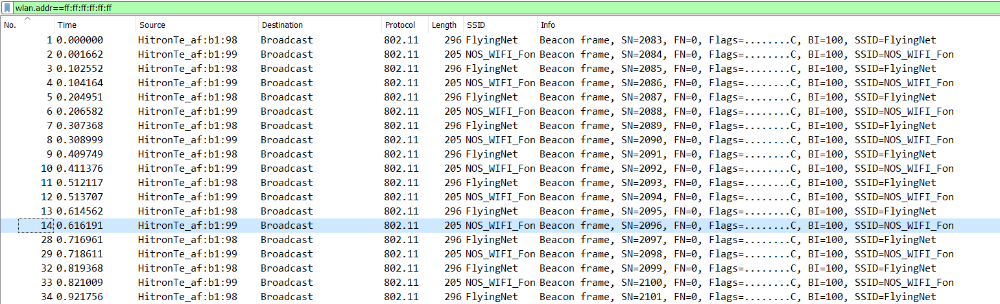 wlan.addr==ff:ff:ff:ff:ff:ff
No. Time Source Destination Protocol Length SSID Info
1 0.000000 HitronTe_af:b1:98 Broadcast 802.11 296 FlyingNet Beacon frame, SN=2083, FN=0, Flags=........C, BI=100, SSID=FlyingNet
2 0.001662 HitronTe_af:b1:99 Broadcast 802.11 205 NOS_WIFI_Fon Beacon frame, SN=2084, FN=0, Flags=........C, BI=100, SSID=NOS_WIFI_Fon
3 0.102552 HitronTe_af:b1:98 Broadcast 802.11 296 FlyingNet Beacon frame, SN=2085, FN=0, Flags=........C, BI=100, SSID=FlyingNet
4 0.104164 HitronTe_af:b1:99 Broadcast 802.11 205 NOS_WIFI_Fon Beacon frame, SN=2086, FN=0, Flags=........C, BI=100, SSID=NOS_WIFI_Fon
5 0.204951 HitronTe_af:b1:98 Broadcast 802.11 296 FlyingNet Beacon frame, SN=2087, FN=0, Flags=........C, BI=100, SSID=FlyingNet
6 0.206582 HitronTe_af:b1:99 Broadcast 802.11 205 NOS_WIFI_Fon Beacon frame, SN=2088, FN=0, Flags=........C, BI=100, SSID=NOS_WIFI_Fon
7 0.307368 HitronTe_af:b1:98 Broadcast 802.11 296 FlyingNet Beacon frame, SN=2089, FN=0, Flags=........C, BI=100, SSID=FlyingNet
8 0.308999 HitronTe_af:b1:99 Broadcast 802.11 205 NOS_WIFI_Fon Beacon frame, SN=2090, FN=0, Flags=........C, BI=100, SSID=NOS_WIFI_Fon
9 0.409749 HitronTe_af:b1:98 Broadcast 802.11 296 FlyingNet Beacon frame, SN=2091, FN=0, Flags=........C, BI=100, SSID=FlyingNet
10 0.411376 HitronTe_af:b1:99 Broadcast 802.11 205 NOS_WIFI_Fon Beacon frame, SN=2092, FN=0, Flags=........C, BI=100, SSID=NOS_WIFI_Fon
11 0.512117 HitronTe_af:b1:98 Broadcast 802.11 296 FlyingNet Beacon frame, SN=2093, FN=0, Flags=........C, BI=100, SSID=FlyingNet
12 0.513707 HitronTe_af:b1:99 Broadcast 802.11 205 NOS_WIFI_Fon Beacon frame, SN=2094, FN=0, Flags=........C, BI=100, SSID=NOS_WIFI_Fon
13 0.614562 HitronTe_af:b1:98 Broadcast 802.11 296 FlyingNet Beacon frame, SN=2095, FN=0, Flags=........C, BI=100, SSID=FlyingNet
14 0.616191 HitronTe_af:b1:99 Broadcast 802.11 205 NOS_WIFI_Fon Beacon frame, SN=2096, FN=0, Flags=........C, BI=100, SSID=NOS_WIFI_Fon
28 0.716961 HitronTe_af:b1:98 Broadcast 802.11 296 FlyingNet Beacon frame, SN=2097, FN=0, Flags=........C, BI=100, SSID=FlyingNet
29 0.718611 HitronTe_af:b1:99 Broadcast 802.11 205 NOS_WIFI_Fon Beacon frame, SN=2098, FN=0, Flags=........C, BI=100, SSID=NOS_WIFI_Fon
32 0.819368 HitronTe_af:b1:98 Broadcast 802.11 296 FlyingNet Beacon frame, SN=2099, FN=0, Flags=........C, BI=100, SSID=FlyingNet
33 0.821009 HitronTe_af:b1:99 Broadcast 802.11 205 NOS_WIFI_Fon Beacon frame, SN=2100, FN=0, Flags=........C, BI=100, SSID=NOS_WIFI_Fon
34 0.921756 HitronTe_af:b1:98 Broadcast 802.11 296 FlyingNet Beacon frame, SN=2101, FN=0, Flags=........C, BI=100, SSID=FlyingNet